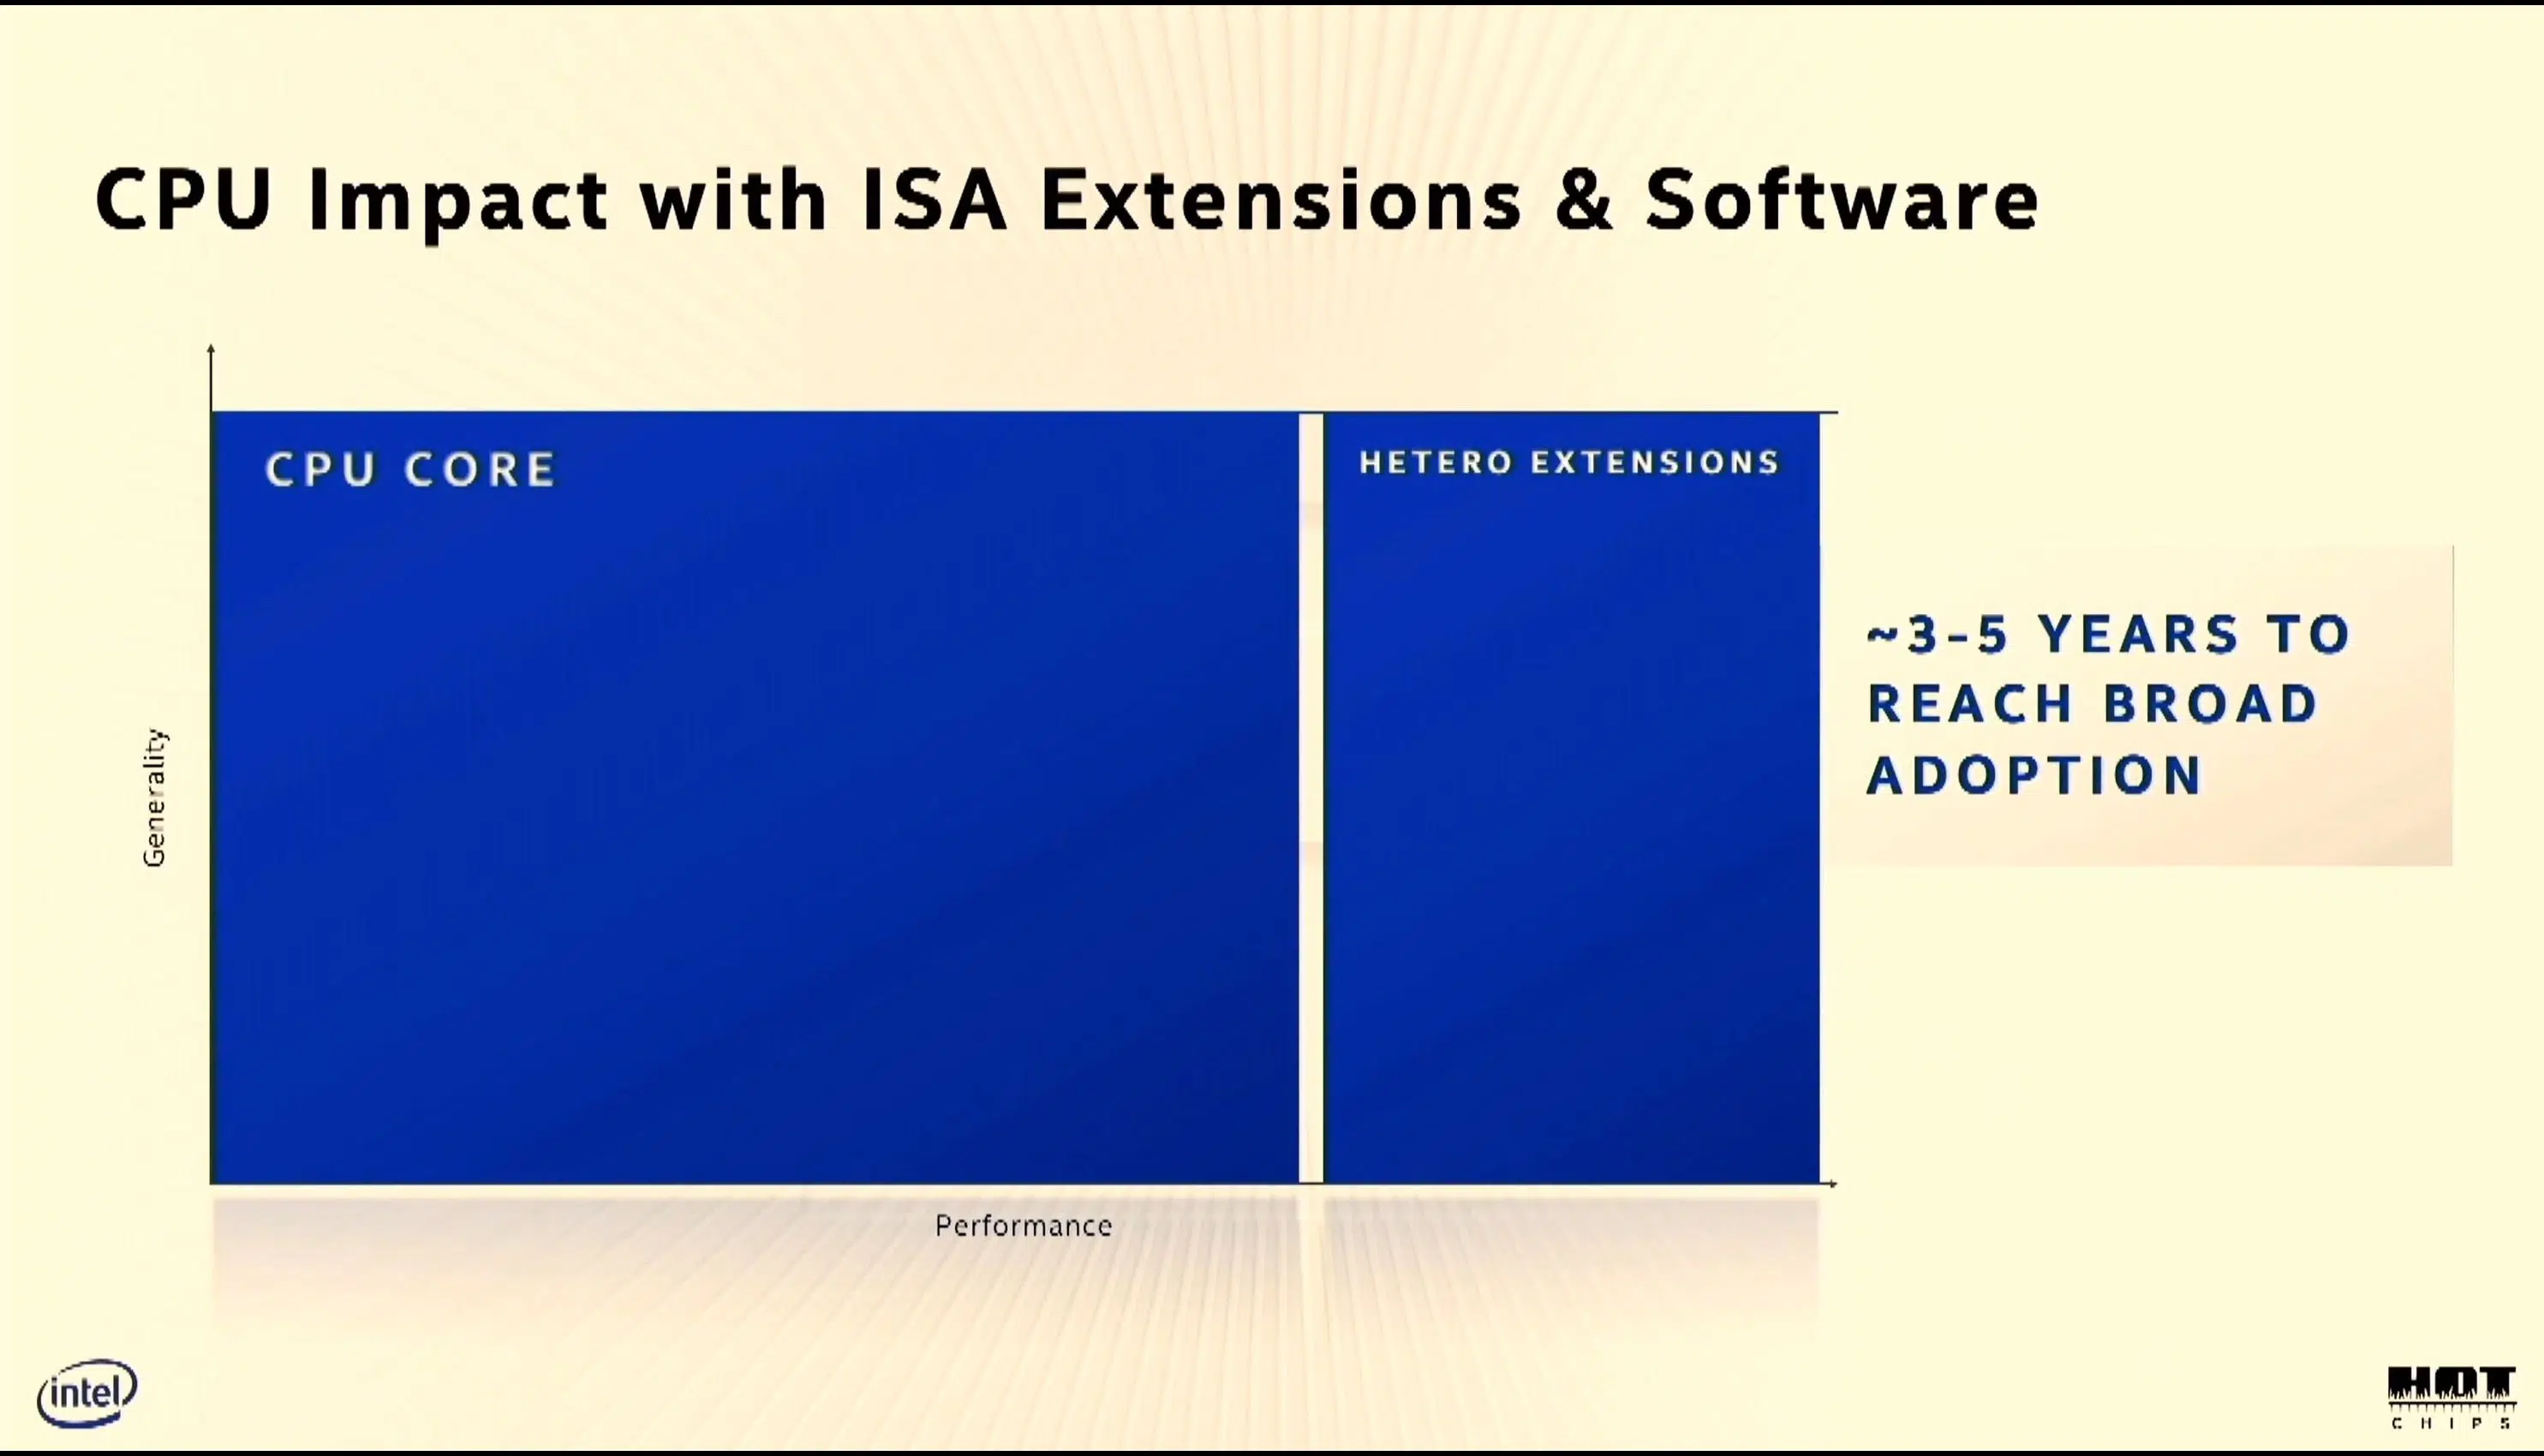 CPU Impact with ISA Extensions & Software
CPU CORE
HETERO EXTENSIONS
~3-5 YEARS TO
REACH BROAD
ADOPTION
Generality
Performance
intel
HOT
CHIPS